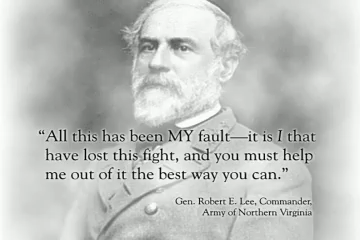 “All this has been MY fault—it is I that
have lost this fight, and you must help
me out of it the best way you can.”
Gen. Robert E. Lee, Commander,
Army of Northern Virginia